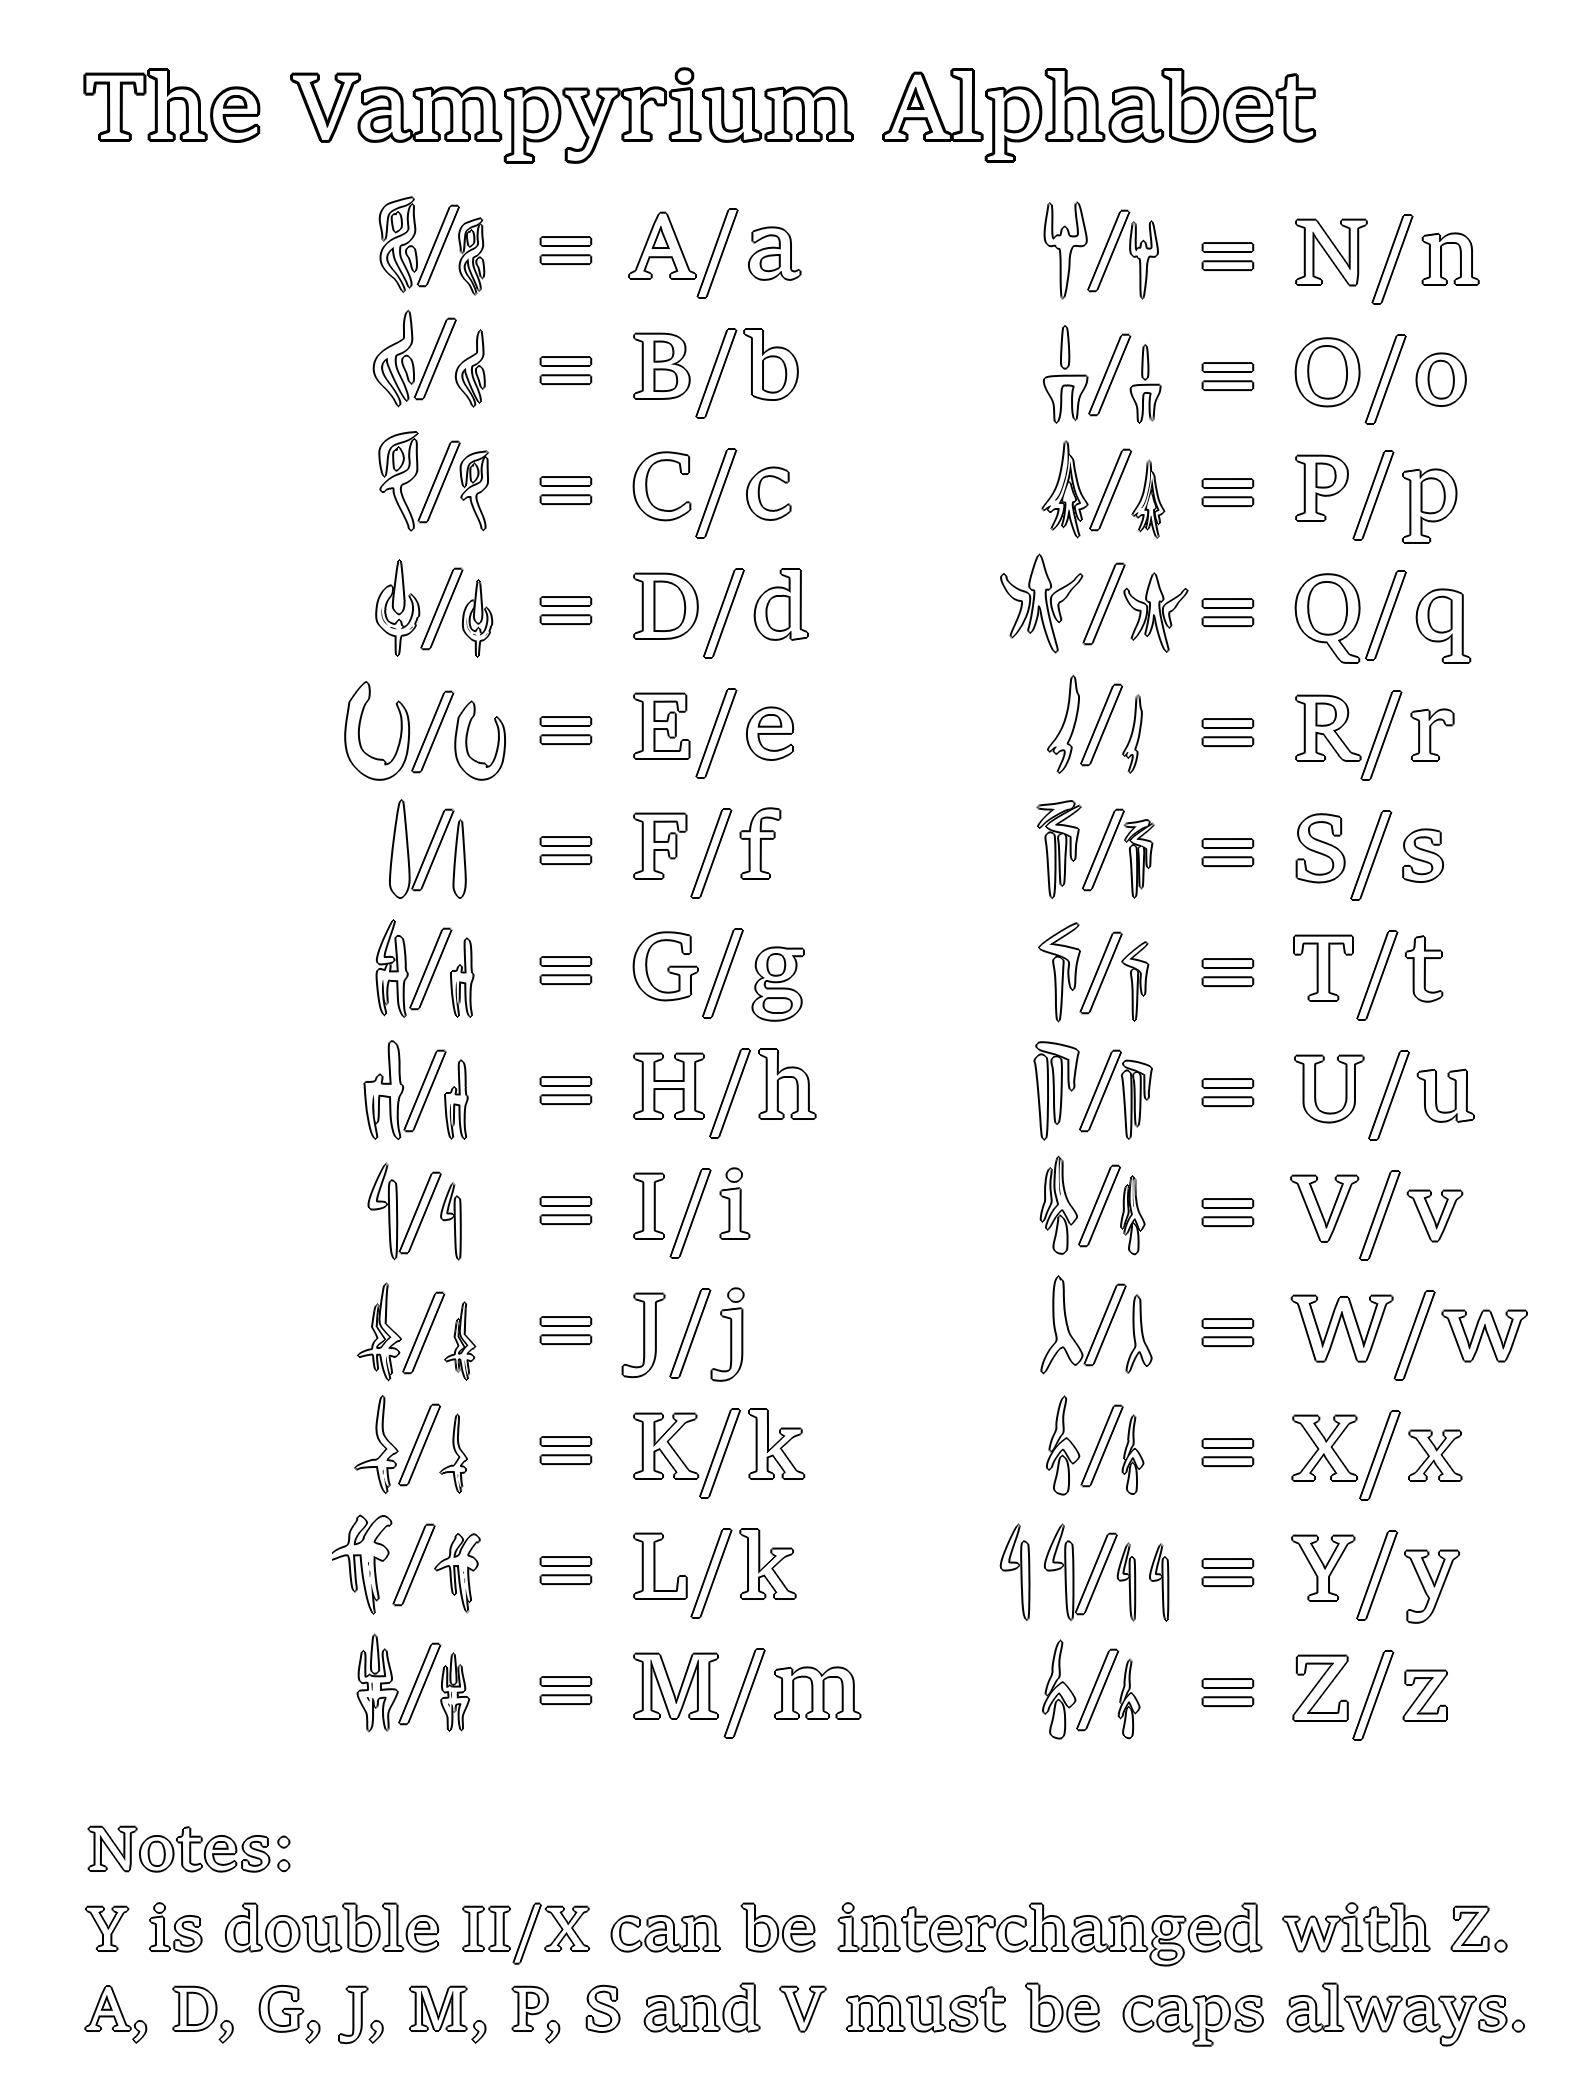 The Vampyrium Alphabet
/ = A/a
/ = B/b
/ = C/c
/ = D/d
/ = E/e
/ = F/f
/ = G/g
/ = H/h
/ = I/i
/ = J/j
/ = K/k
/ = L/k
/ = M/m
/ = N/n
/ = O/o
/ = P/p
/ = Q/q
/ = R/r
/ = S/s
/ = T/t
/ = U/u
/ = V/v
/ = W/w
/ = X/x
/ = Y/y
/ = Z/z
Notes:
Y is double II/X can be interchanged with Z.
A, D, G, J, M, P, S and V must be caps always.